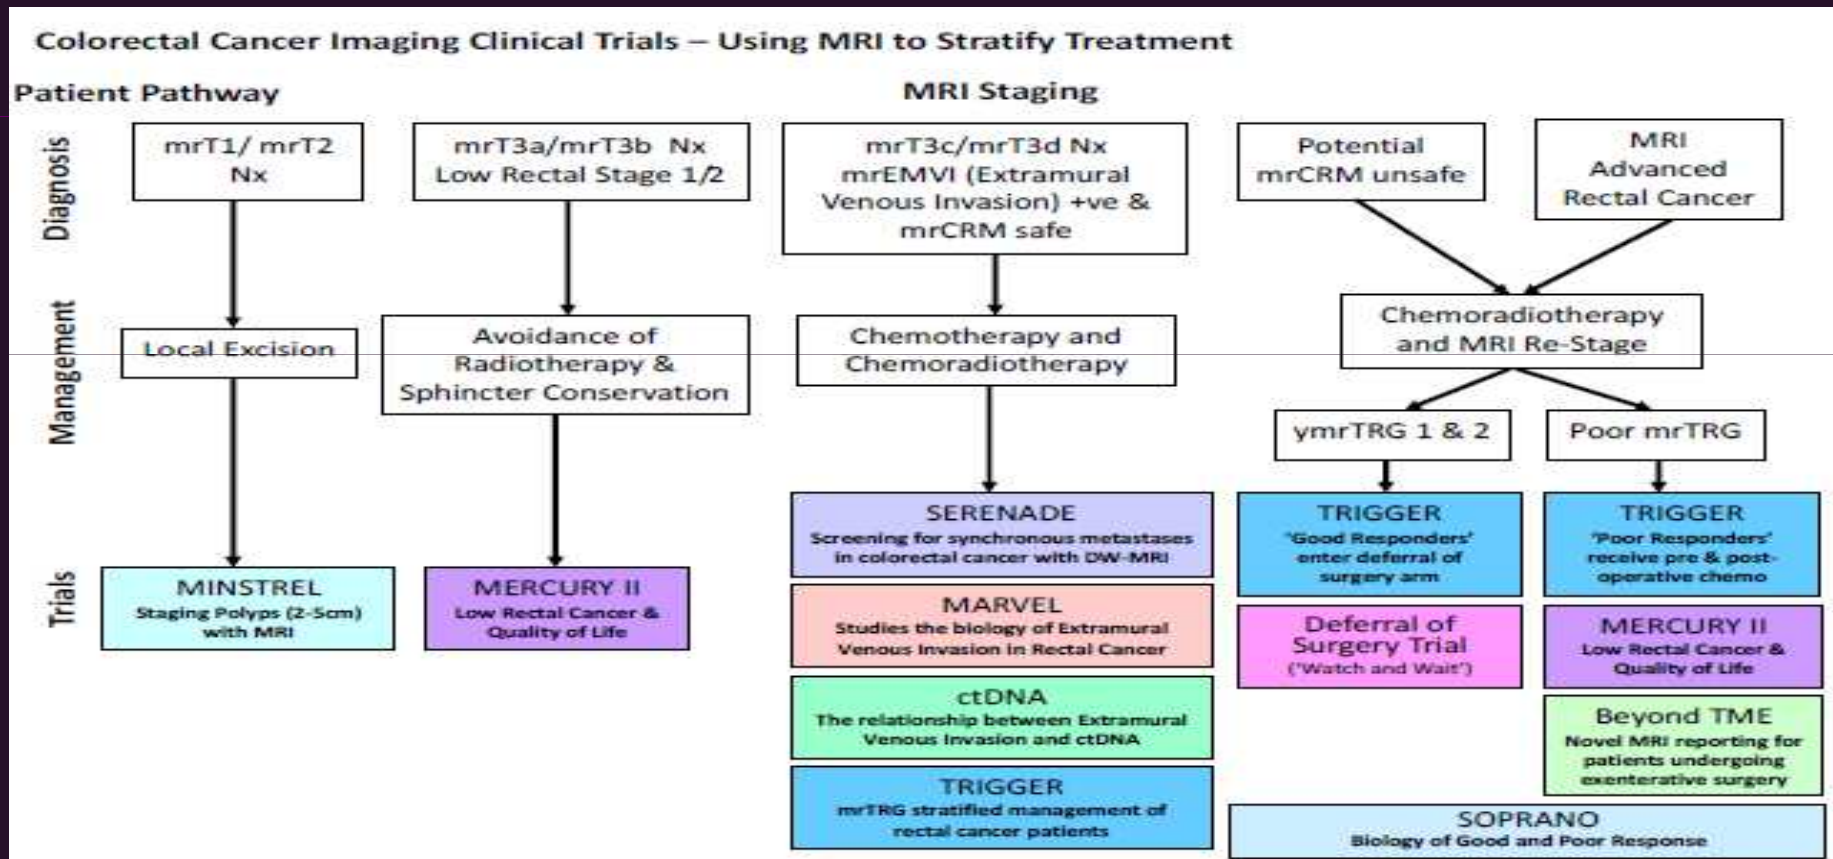 Colorectal Cancer Imaging Clinical Trials – Using MRI to Stratify Treatment
Patient Pathway
MRI Staging
Diagnosis
mrT1/ mrT2
Nx
mrT3a/mrT3b Nx
Low Rectal Stage 1/2
mrT3c/mrT3d Nx
mrEMVI (Extramural
Venous Invasion) +ve &
mrCRM safe
Potential
mrCRM unsafe
MRI
Advanced
Rectal Cancer
Management
Local Excision
Avoidance of
Radiotherapy &
Sphincter Conservation
Chemotherapy and
Chemoradiotherapy
Chemoradiotherapy
and MRI Re-Stage
ymrTRG 1 & 2
Poor mrTRG
Trials
MINSTREL
Staging Polyps (2-5cm)
with MRI
MERCURY II
Low Rectal Cancer &
Quality of Life
SERENADE
Screening for synchronous metastases
in colorectal cancer with DW-MRI
MARVEL
Studies the biology of Extramural
Venous Invasion in Rectal Cancer
ctDNA
The relationship between Extramural
Venous Invasion and ctDNA
TRIGGER
mrTRG stratified management of
rectal cancer patients
TRIGGER
'Good Responders'
enter deferral of
surgery arm
Deferral of
Surgery Trial
('Watch and Wait')
TRIGGER
'Poor Responders'
receive pre & post-
operative chemo
MERCURY II
Low Rectal Cancer &
Quality of Life
Beyond TME
Novel MRI reporting for
patients undergoing
exenterative surgery
SOPRANO
Biology of Good and Poor Response